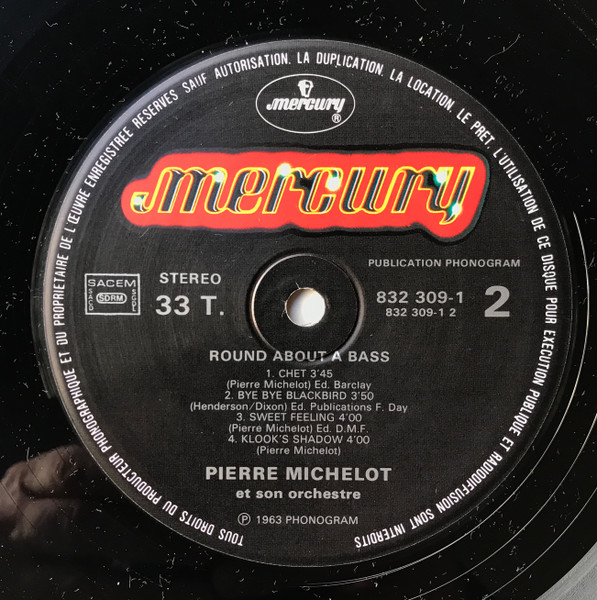 TOUS DROITS DU PRODUCTEUR PHONOGRAPHIQUE ET DU PROPRIETAIRE DE L'ŒUVRE ENREGISTREE RESERVES SAUF AUTORISATION. LA DUPLICATION, LA LOCATION, LE PRET, L'UTILISATION DE CE DISQUE POUR EXECUTION PUBLIQUE ET RADIODIFFUSION SONT INTERDITS
mercury
®
mercury
PUBLICATION PHONOGRAM
SACEM
SACD SDRM SCGL
STEREO
33 T.
832 309-1
832 309-1 2
2
ROUND ABOUT A BASS
1. CHET 3'45
(Pierre Michelot) Ed. Barclay
2. BYE BYE BLACKBIRD 3'50
(Henderson/Dixon) Ed. Publications F. Day
3. SWEET FEELING 4'00
(Pierre Michelot) Ed. D.M.F.
4. KLOOK'S SHADOW 4'00
(Pierre Michelot)
PIERRE MICHELOT
et son orchestre
Ⓟ 1963 PHONOGRAM